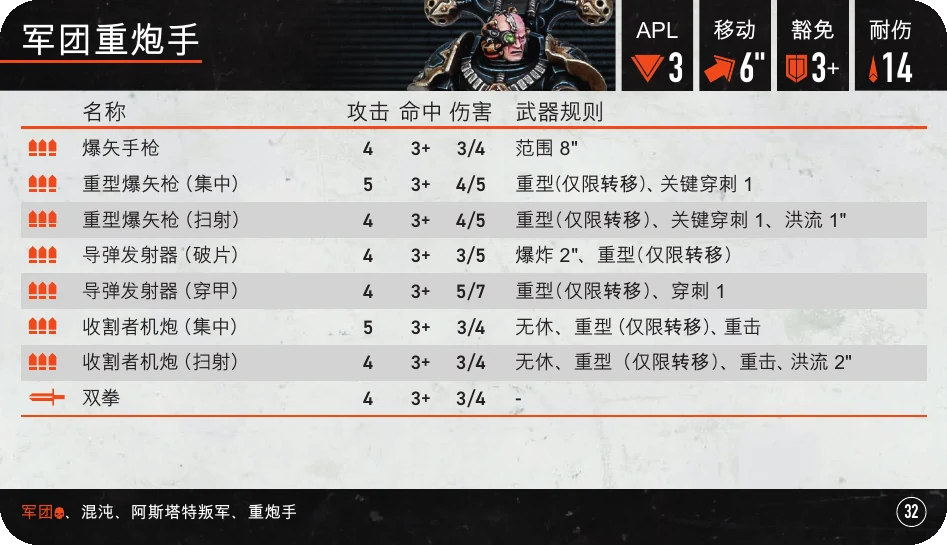 军团重炮手
APL 移动 豁免 耐伤
3 6" 3+ 14
名称 攻击 命中 伤害 武器规则
爆矢手枪 4 3+ 3/4 范围 8"
重型爆矢枪（集中） 5 3+ 4/5 重型（仅限转移）、关键穿刺 1
重型爆矢枪（扫射） 4 3+ 4/5 重型（仅限转移）、关键穿刺 1、洪流 1"
导弹发射器（破片） 4 3+ 3/5 爆炸 2"、重型（仅限转移）
导弹发射器（穿甲） 4 3+ 5/7 重型（仅限转移）、穿刺 1
收割者机炮（集中） 5 3+ 3/4 无休、重型（仅限转移）、重击
收割者机炮（扫射） 4 3+ 3/4 无休、重型（仅限转移）、重击、洪流 2"
双拳 4 3+ 3/4 -
军团、混沌、阿斯塔特叛军、重炮手 32